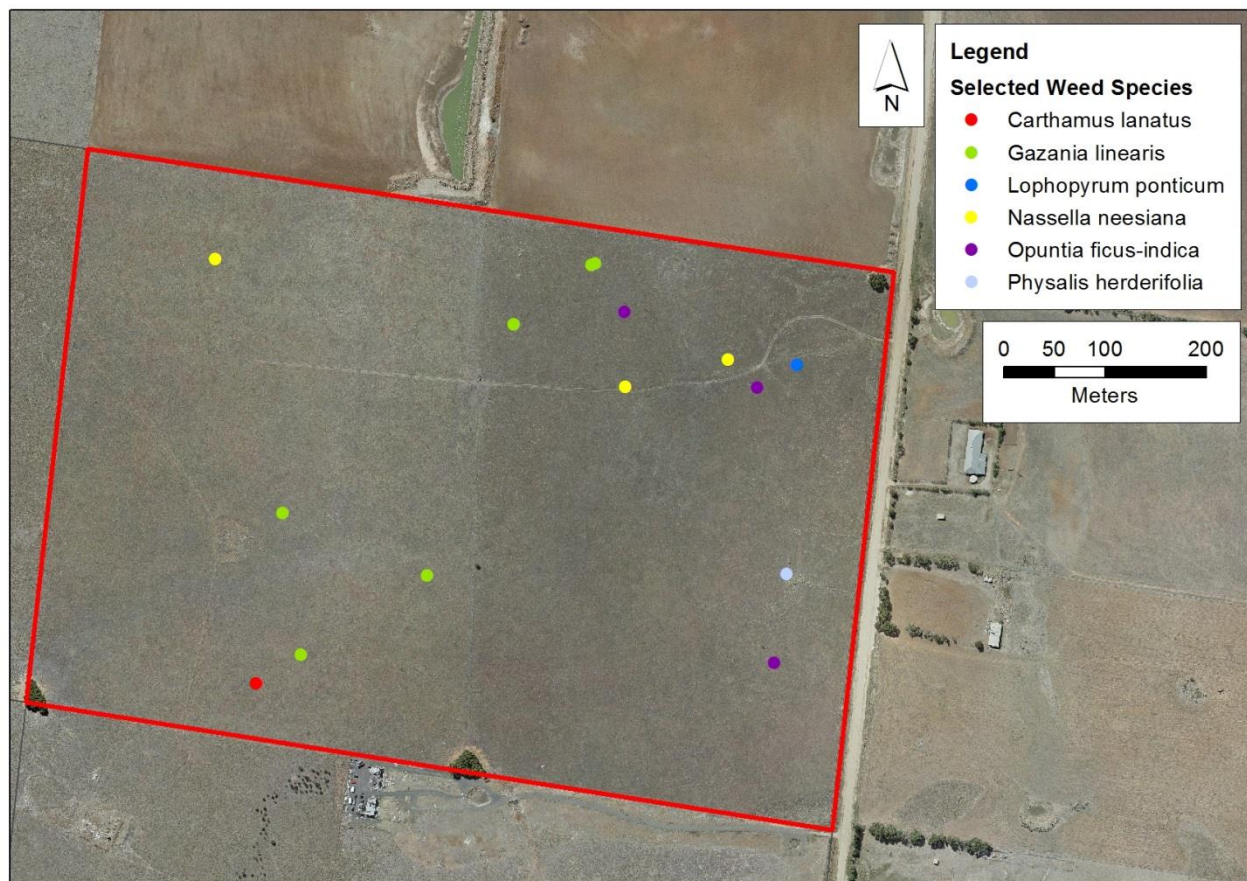 N
Legend
Selected Weed Species
Carthamus lanatus
Gazania linearis
Lophopyrum ponticum
Nassella neesiana
Opuntia ficus-indica
Physalis herderifolia
0 50 100 200
Meters